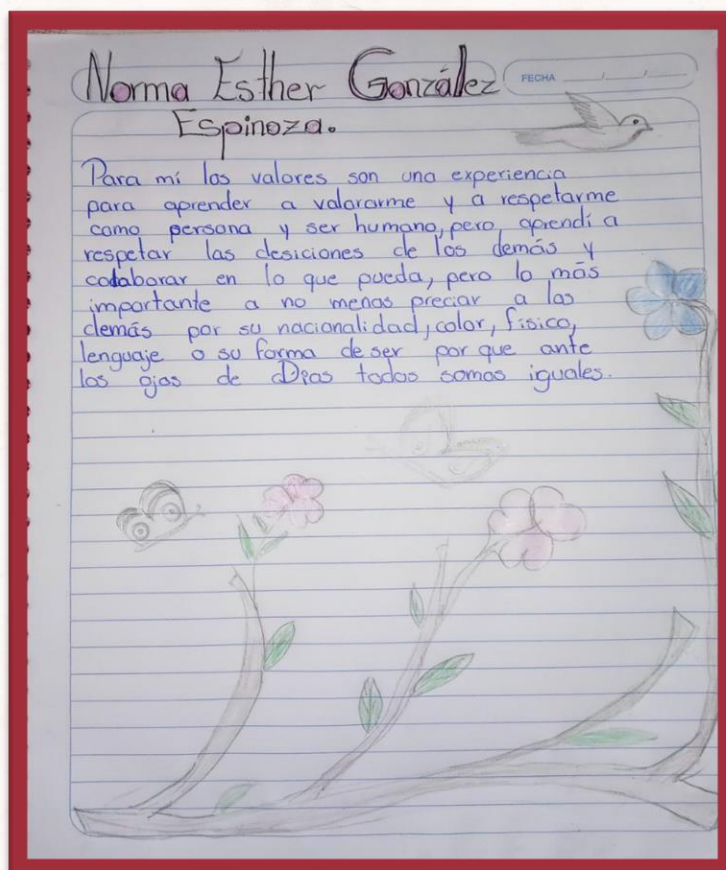 Norma Esther González
FECHA / /
Espinoza.
Para mí los valores son una experiencia
para aprender a valorarme y a respetarme
como persona y ser humano, pero, aprendí a
respetar las desiciones de los demás y
colaborar en lo que pueda, pero lo más
importante a no menos preciar a los
demás por su nacionalidad, color, físico,
lenguaje o su forma de ser por que ante
los ojos de Dios todos somos iguales.